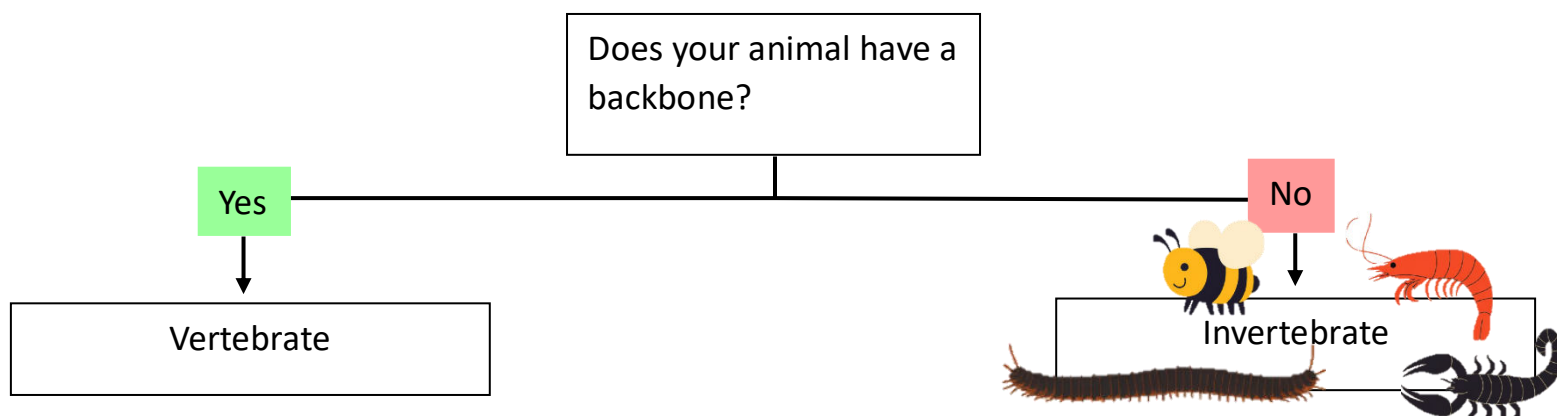 Does your animal have a
backbone?
Yes
No
Vertebrate
Invertebrate